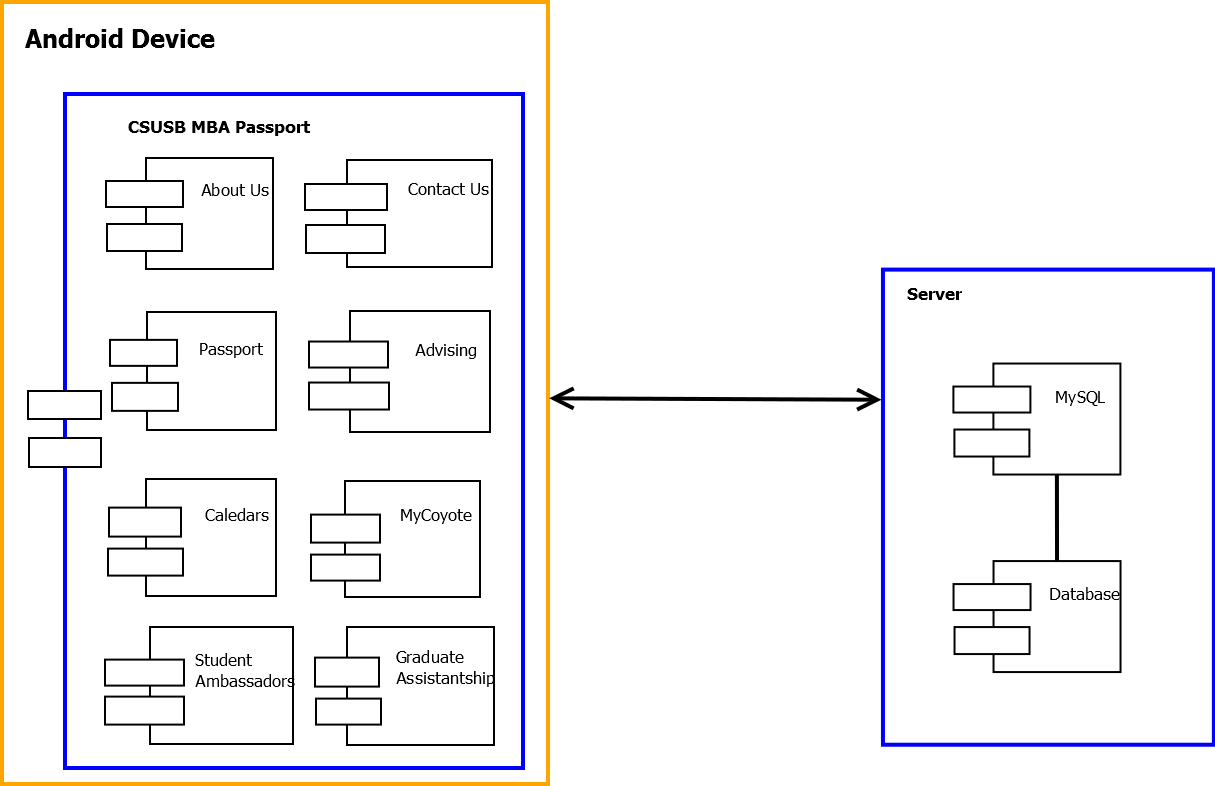 Android Device
CSUSB MBA Passport
About Us
Contact Us
Passport
Advising
Caledars
MyCoyote
Student
Ambassadors
Graduate
Assistantship
Server
MySQL
Database